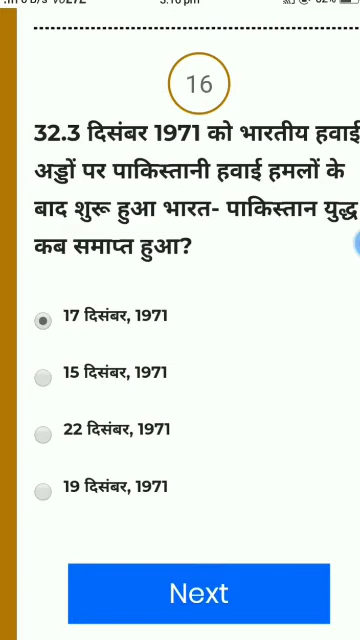 16
32.3 दिसंबर 1971 को भारतीय हवाई
अड्डों पर पाकिस्तानी हवाई हमलों के
बाद शुरू हुआ भारत- पाकिस्तान युद्ध
कब समाप्त हुआ?
17 दिसंबर, 1971
15 दिसंबर, 1971
22 दिसंबर, 1971
19 दिसंबर, 1971
Next